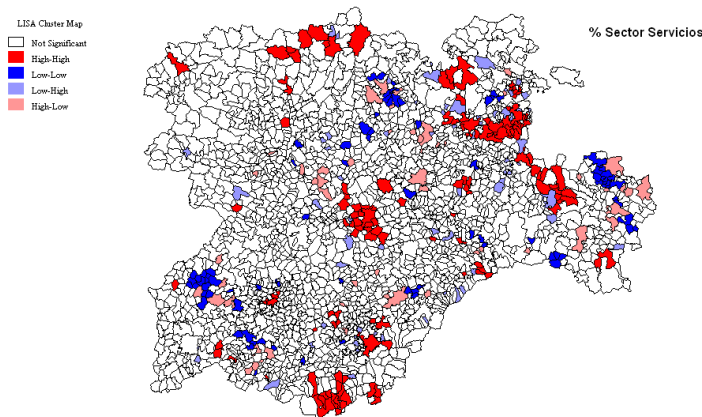 LISA Cluster Map
Not Significant
High-High
Low-Low
Low-High
High-Low
% Sector Servicios